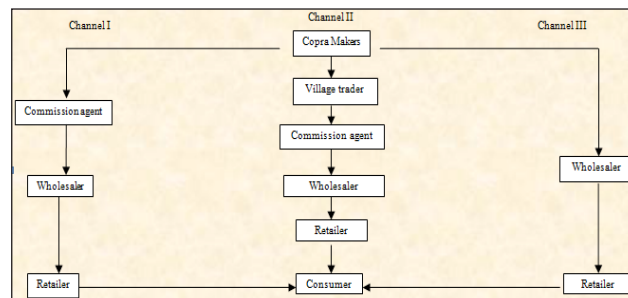 Channel I
Channel II
Channel III
Copra Makers
Village trader
Commission agent
Commission agent
Wholesaler
Wholesaler
Wholesaler
Retailer
Retailer
Consumer
Retailer